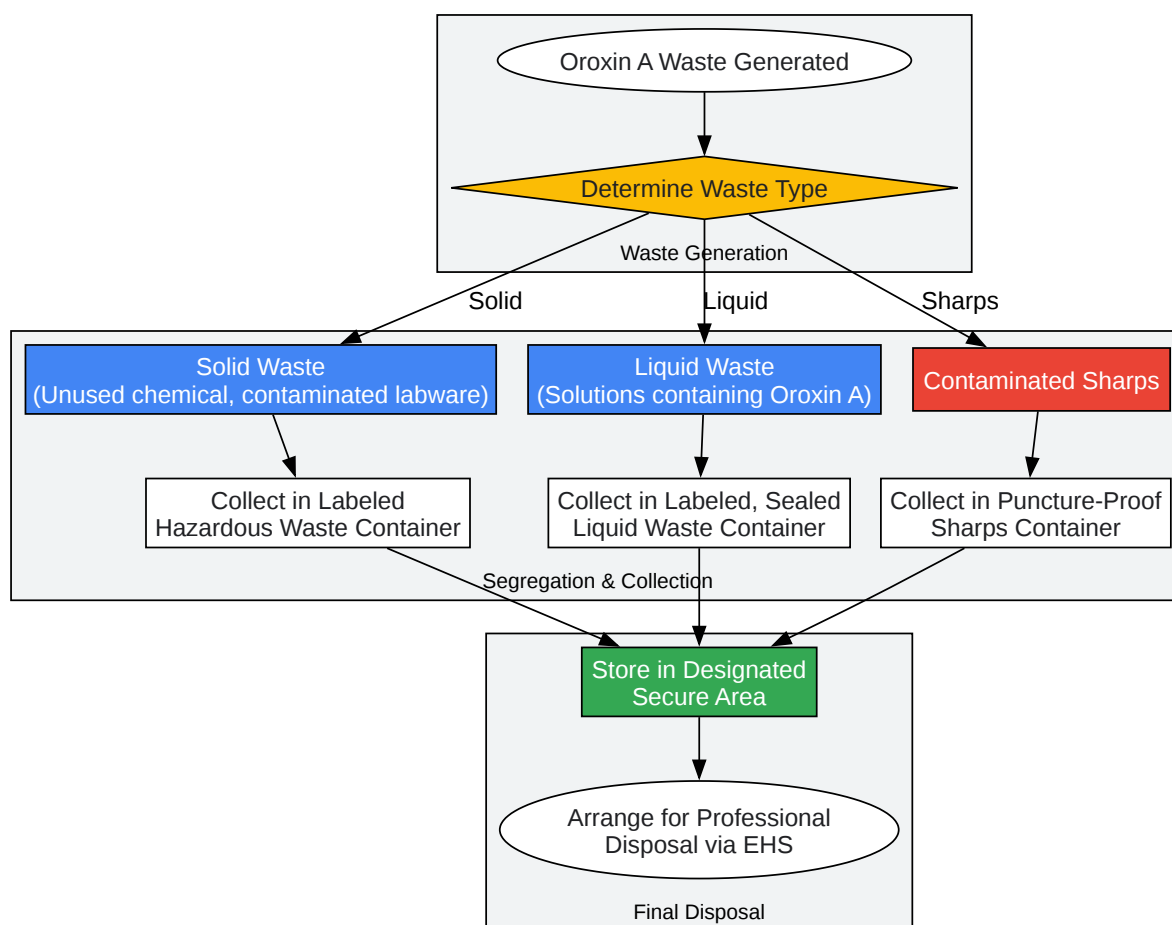 Oroxin A Waste Generated
Determine Waste Type
Waste Generation
Solid
Liquid
Sharps
Solid Waste
(Unused chemical, contaminated labware)
Liquid Waste
(Solutions containing Oroxin A)
Contaminated Sharps
Collect in Labeled
Hazardous Waste Container
Collect in Labeled, Sealed
Liquid Waste Container
Collect in Puncture-Proof
Sharps Container
Segregation & Collection
Store in Designated
Secure Area
Arrange for Professional
Disposal via EHS
Final Disposal